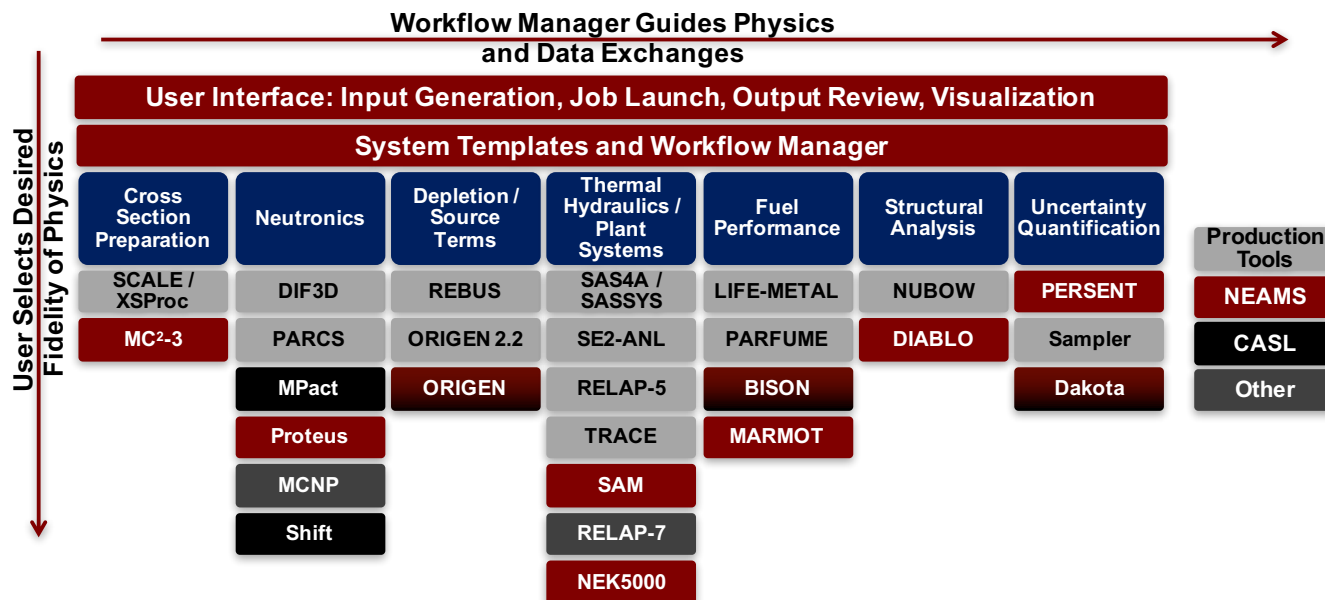 Workflow Manager Guides Physics
and Data Exchanges
User Selects Desired
Fidelity of Physics
User Interface: Input Generation, Job Launch, Output Review, Visualization
System Templates and Workflow Manager
Cross
Section
Preparation
Neutronics
Depletion /
Source
Terms
Thermal
Hydraulics /
Plant
Systems
Fuel
Performance
Structural
Analysis
Uncertainty
Quantification
SCALE /
XSProc
MC²-3
DIF3D
PARCS
MPact
Proteus
MCNP
Shift
REBUS
ORIGEN 2.2
ORIGEN
SAS4A /
SASSYS
SE2-ANL
RELAP-5
TRACE
SAM
RELAP-7
NEK5000
LIFE-METAL
PARFUME
BISON
MARMOT
NUBOW
DIABLO
PERSENT
Sampler
Dakota
Production
Tools
NEAMS
CASL
Other